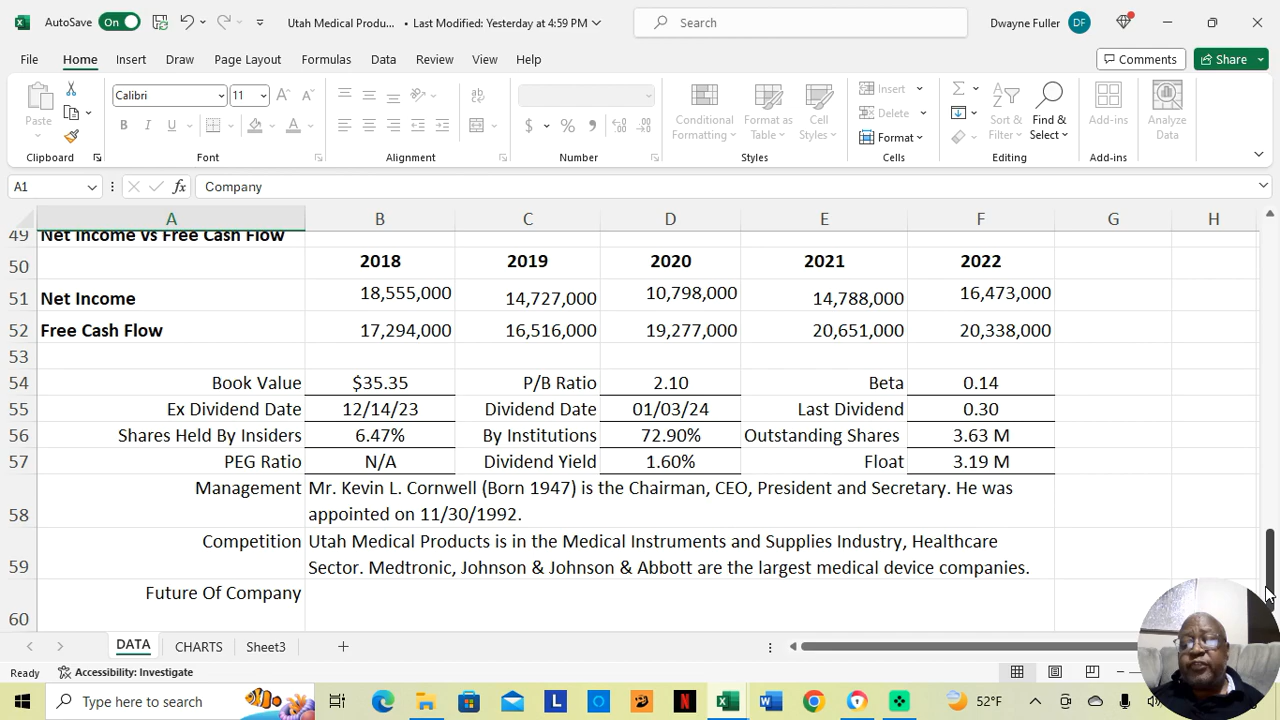 AutoSave On Utah Medical Produ... • Last Modified: Yesterday at 4:59 PM Search Dwayne Fuller DF
File Home Insert Draw Page Layout Formulas Data Review View Help Comments Share
Paste Calibri 11 Conditional Formatting Format as Table Cell Styles Insert Delete Format Sort & Filter Find & Select Add-ins Analyze Data
Clipboard Font Alignment Number Styles Cells Editing Add-ins
A1 fx Company
A B C D E F G H
49 Net Income vs Free Cash Flow
50 2018 2019 2020 2021 2022
51 Net Income 18,555,000 14,727,000 10,798,000 14,788,000 16,473,000
52 Free Cash Flow 17,294,000 16,516,000 19,277,000 20,651,000 20,338,000
53
54 Book Value $35.35 P/B Ratio 2.10 Beta 0.14
55 Ex Dividend Date 12/14/23 Dividend Date 01/03/24 Last Dividend 0.30
56 Shares Held By Insiders 6.47% By Institutions 72.90% Outstanding Shares 3.63 M
57 PEG Ratio N/A Dividend Yield 1.60% Float 3.19 M
Management Mr. Kevin L. Cornwell (Born 1947) is the Chairman, CEO, President and Secretary. He was
58 appointed on 11/30/1992.
Competition Utah Medical Products is in the Medical Instruments and Supplies Industry, Healthcare
59 Sector. Medtronic, Johnson & Johnson & Abbott are the largest medical device companies.
Future Of Company
60
DATA CHARTS Sheet3
Ready Accessibility: Investigate
Type here to search 52°F